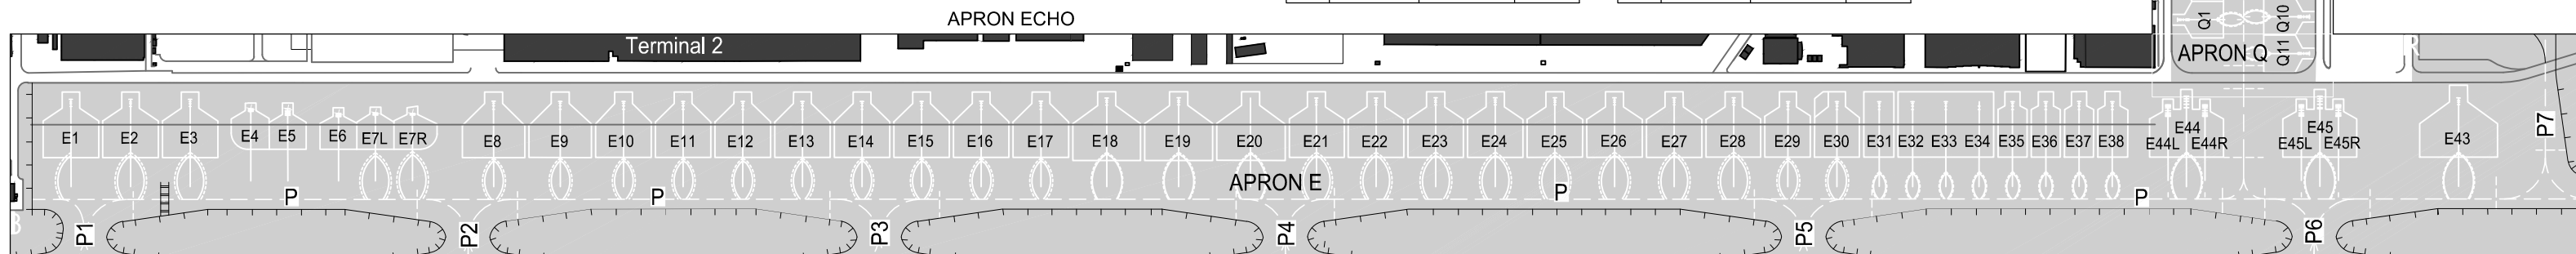 APRON ECHO
Terminal 2
Q1
Q10
Q11
APRON Q
R
E1 E2 E3 E4 E5 E6 E7L E7R E8 E9 E10 E11 E12 E13 E14 E15 E16 E17 E18 E19 E20 E21 E22 E23 E24 E25 E26 E27 E28 E29 E30 E31 E32 E33 E34 E35 E36 E37 E38 E44 E45 E43
E44L E44R E45L E45R
P7
APRON E
P P P P
P1 P2 P3 P4 P5 P6